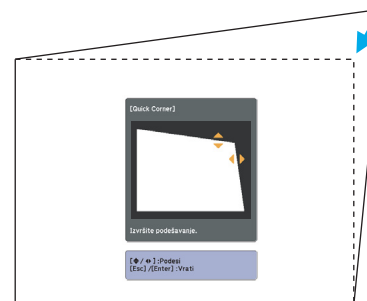 [Quick Corner]
Izvršite podešavanje.
[ / ] :Podesi
[Esc] /[Enter] :Vrati